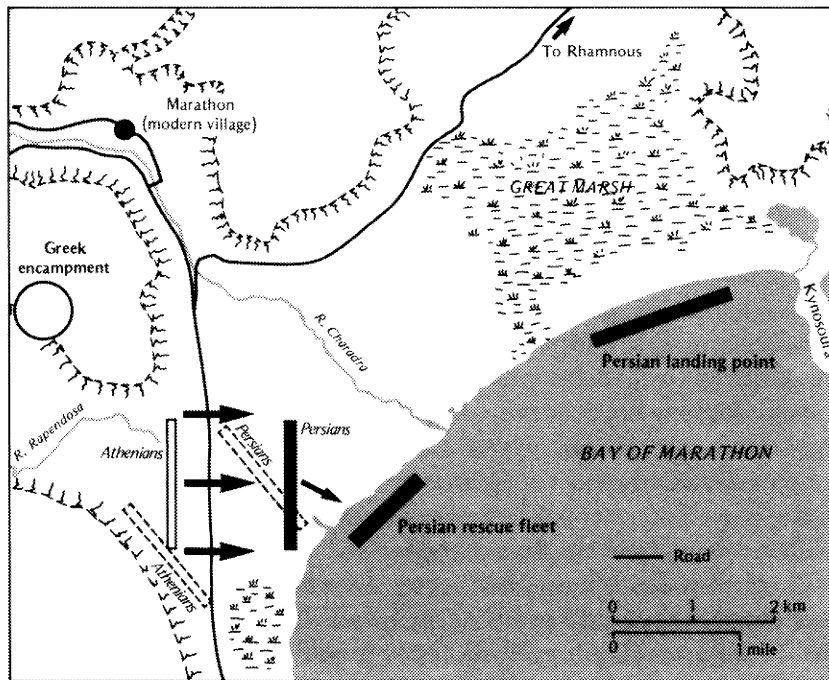 To Rhamnous
Marathon
(modern village)
GREAT MARSH
Greek
encampment
Kynosoura
R. Charadra
Persian landing point
R. Rapendosa
Athenians
Persians
Persians
BAY OF MARATHON
Persian rescue fleet
Athenians
Road
0 1 2 km
0 1 mile